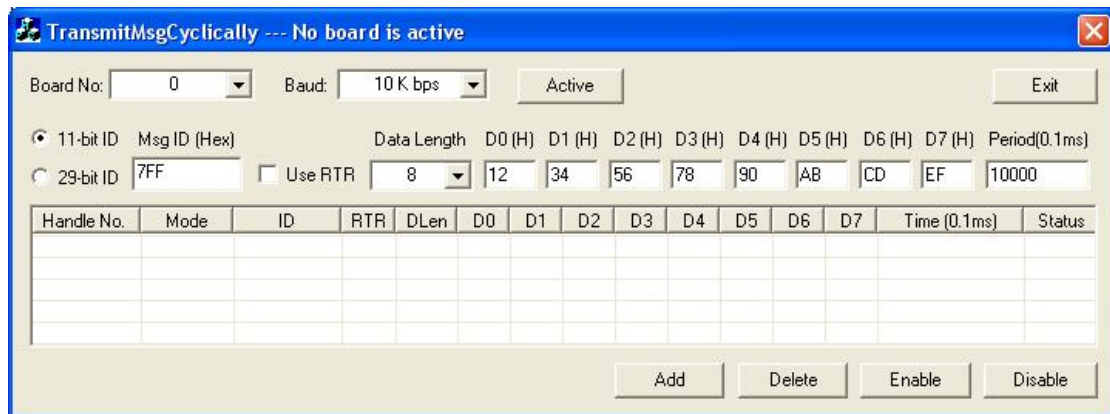 TransmitMsgCyclically --- No board is active
Board No: 0 Baud: 10 K bps Active Exit
11-bit ID Msg ID (Hex) Data Length D0 (H) D1 (H) D2 (H) D3 (H) D4 (H) D5 (H) D6 (H) D7 (H) Period(0.1ms)
29-bit ID 7FF Use RTR 8 12 34 56 78 90 AB CD EF 10000
Handle No. Mode ID RTR DLen D0 D1 D2 D3 D4 D5 D6 D7 Time (0.1ms) Status
Add Delete Enable Disable